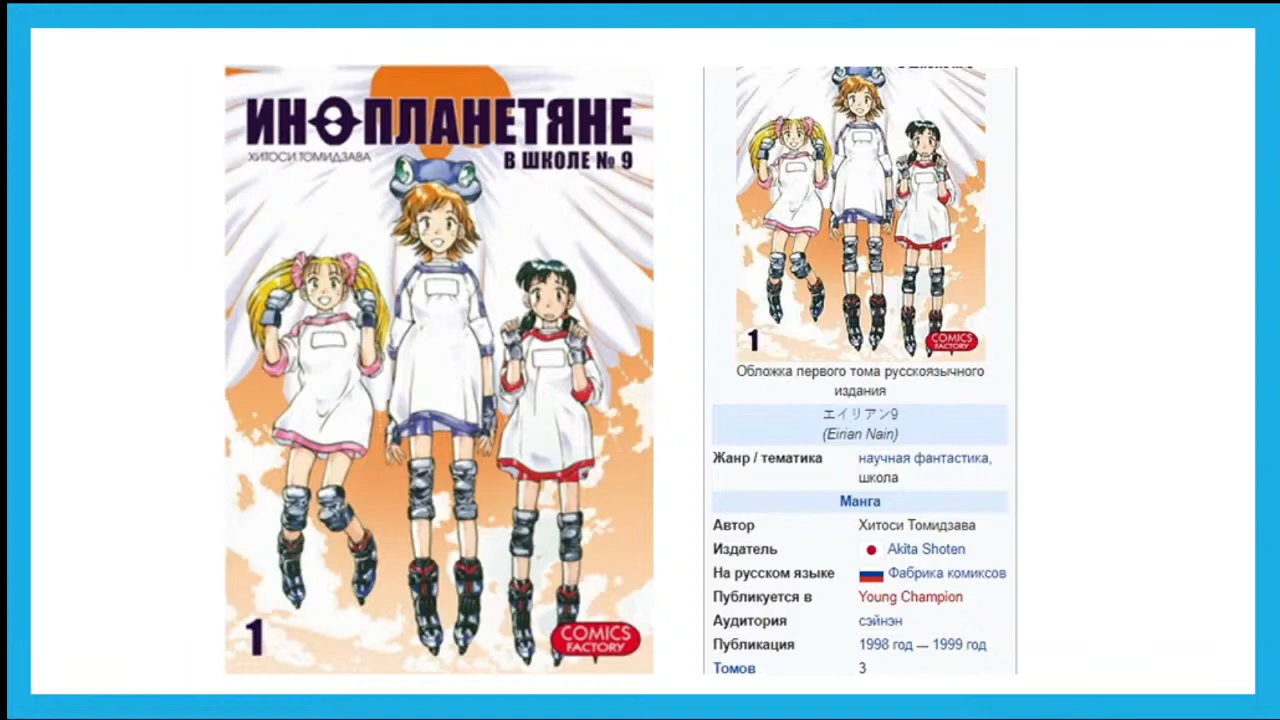 ИНОПЛАНЕТЯНЕ
ХИТОСИ ТОМИДЗАВА
В ШКОЛЕ № 9
1
COMICS
FACTORY
1
COMICS
FACTORY
Обложка первого тома русскоязычного
издания
エイリアン9
(Eirian Nain)
Жанр / тематика научная фантастика,
школа
Манга
Автор Хитоси Томидзава
Издатель Akita Shoten
На русском языке Фабрика комиксов
Публикуется в Young Champion
Аудитория сэйнэн
Публикация 1998 год — 1999 год
Томов 3